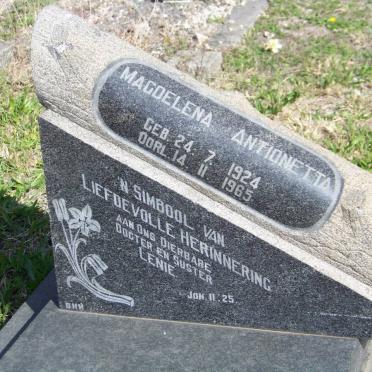 MAGDELENA ANTIONETTA
GEB. 24. 7. 1924
OORL. 14. 11. 1965
'N SIMBOOL VAN
LIEFDEVOLLE HERINNERING
AAN ONS DIERBARE
DOGTER EN SUSTER
LENIE
JOH. 11:25.